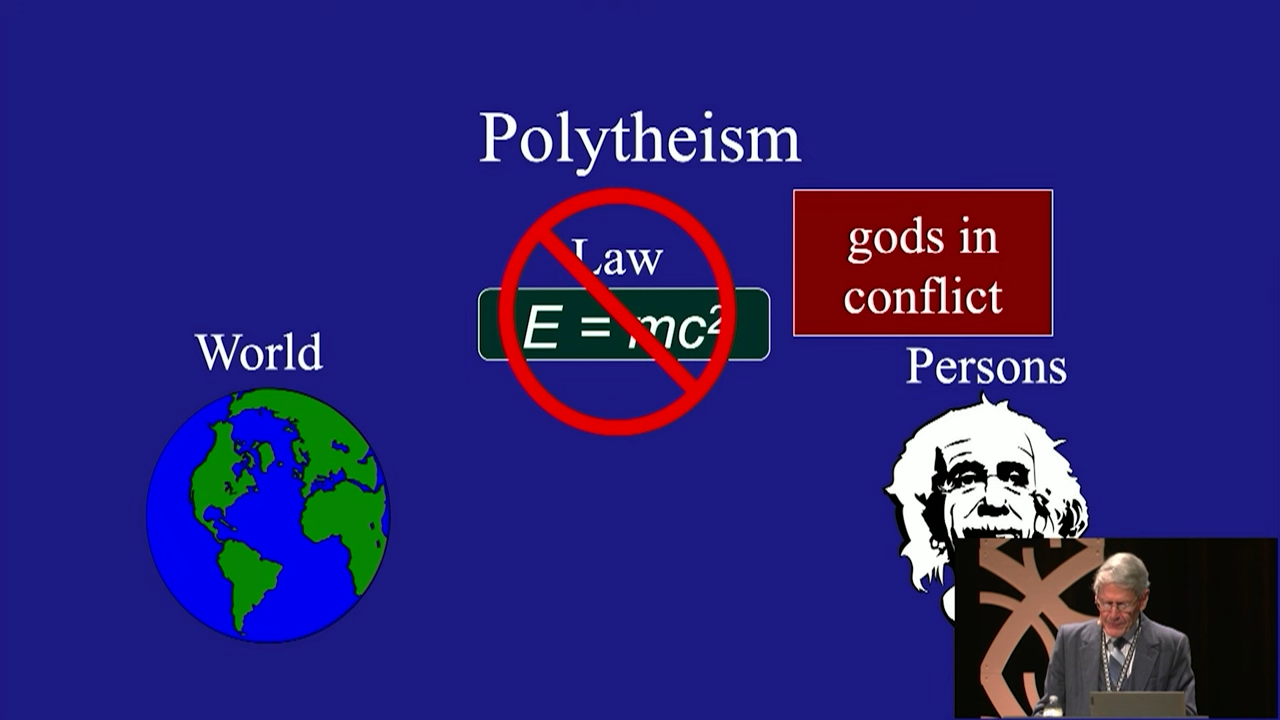 Polytheism
Law
E = mc²
gods in
conflict
World
Persons